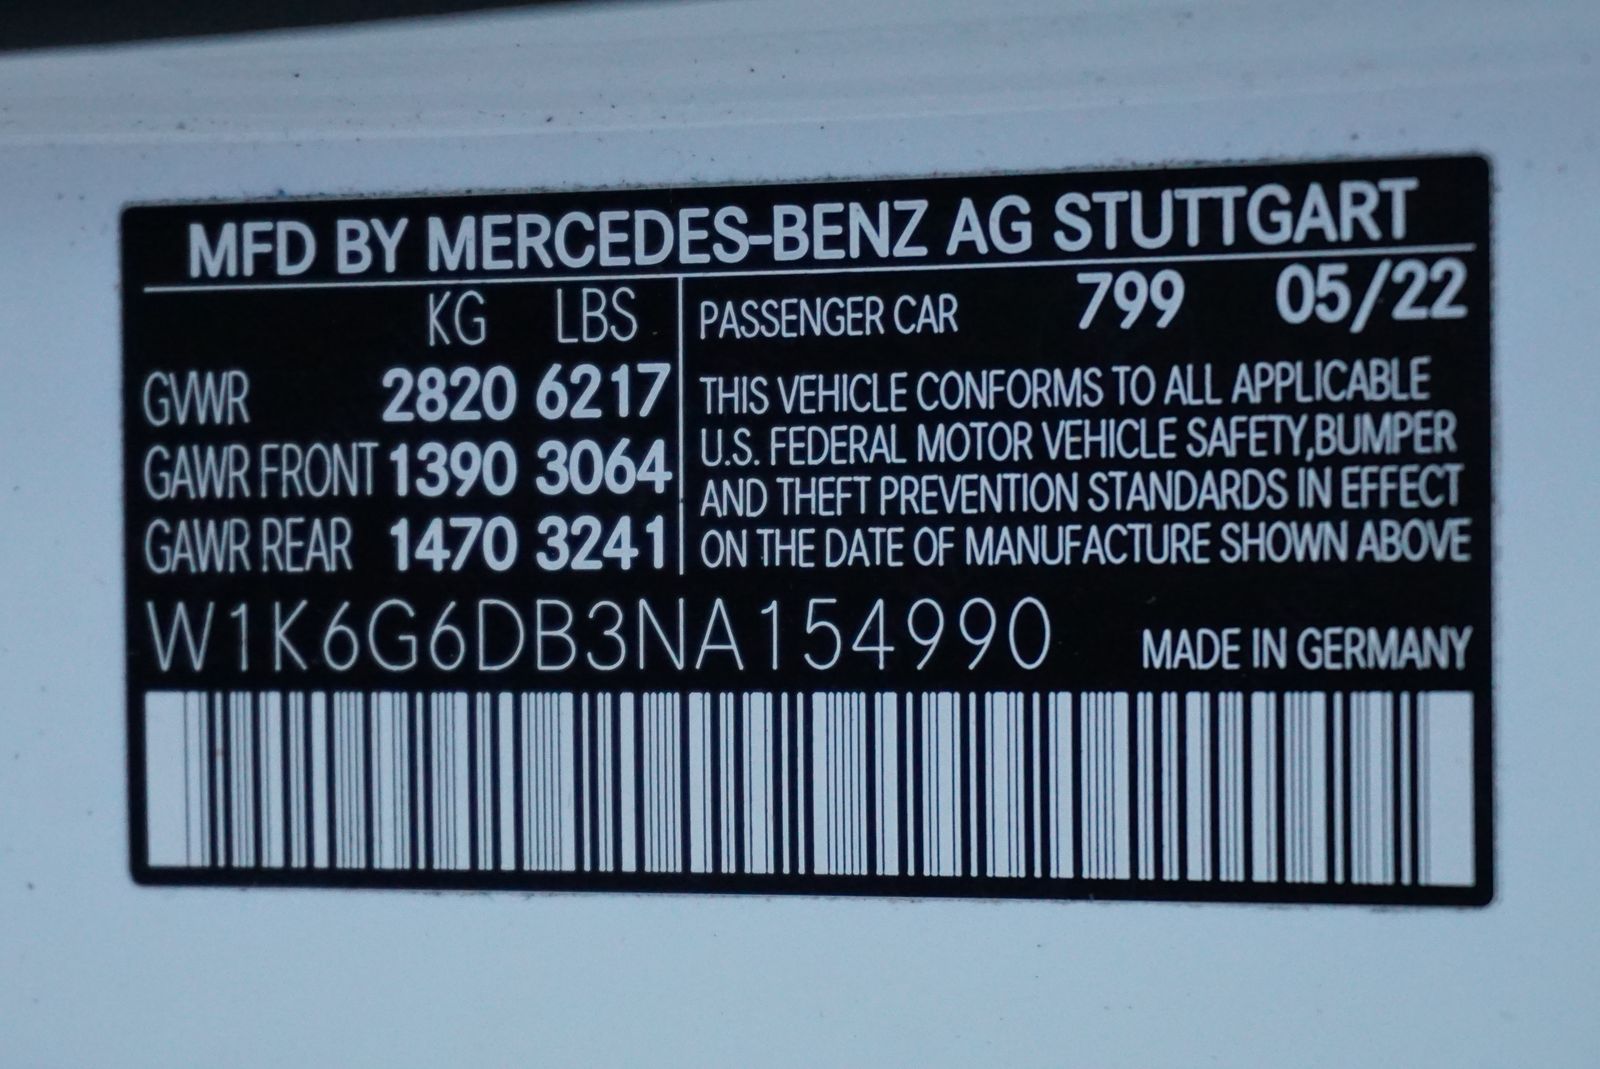 MFD BY MERCEDES-BENZ AG STUTTGART
KG LBS
GVWR 2820 6217
GAWR FRONT 1390 3064
GAWR REAR 1470 3241
PASSENGER CAR 799 05/22
THIS VEHICLE CONFORMS TO ALL APPLICABLE
U.S. FEDERAL MOTOR VEHICLE SAFETY,BUMPER
AND THEFT PREVENTION STANDARDS IN EFFECT
ON THE DATE OF MANUFACTURE SHOWN ABOVE
W1K6G6DB3NA154990
MADE IN GERMANY